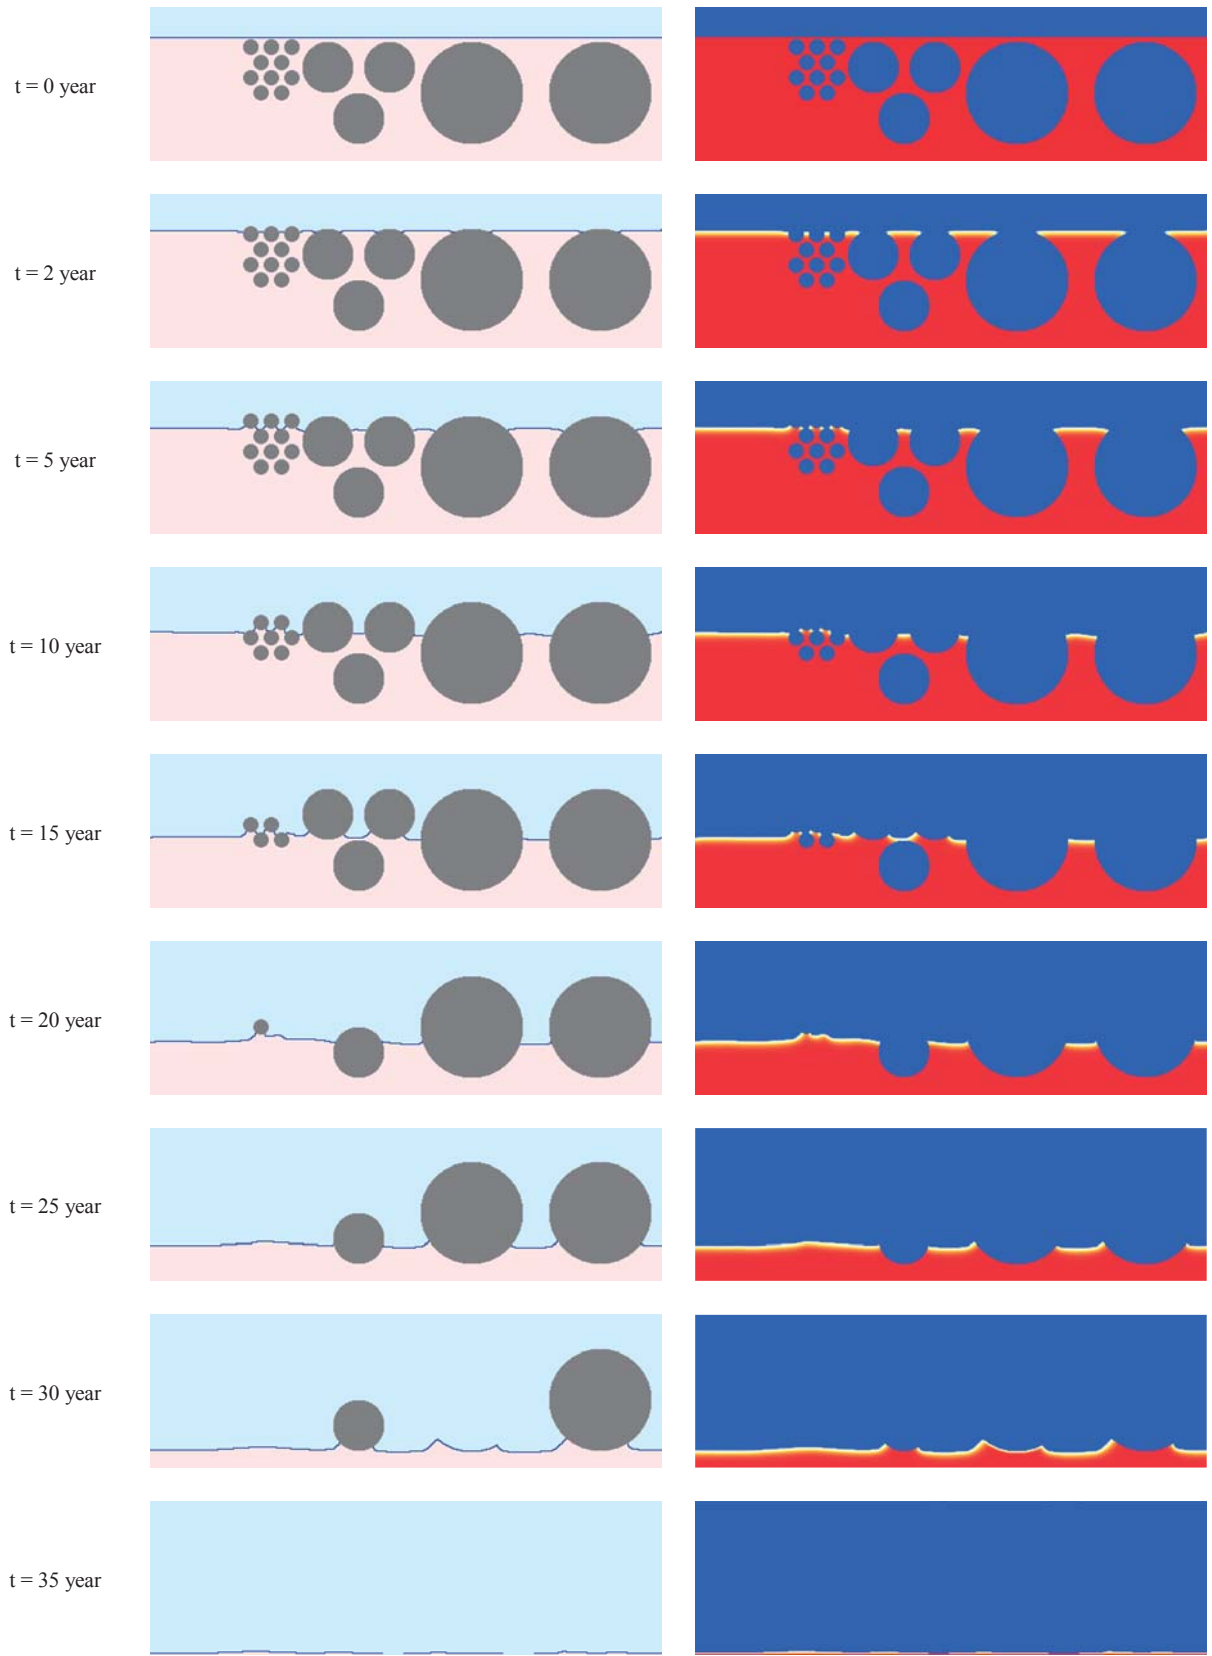 t = 0 year
t = 2 year
t = 5 year
t = 10 year
t = 15 year
t = 20 year
t = 25 year
t = 30 year
t = 35 year